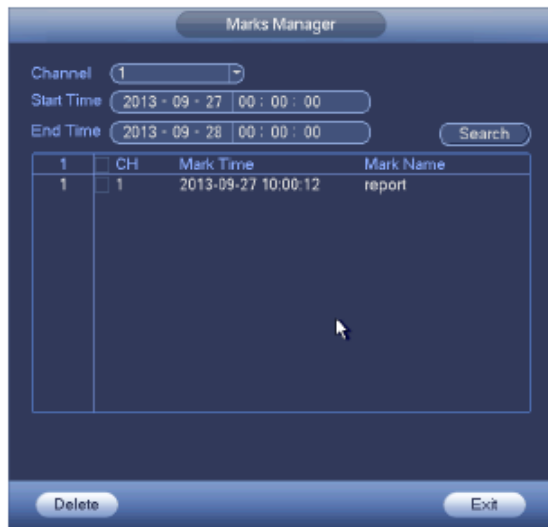 Marks Manager
Channel 1
Start Time 2013 - 09 - 27 00 : 00 : 00
End Time 2013 - 09 - 28 00 : 00 : 00 Search
1 CH Mark Time Mark Name
1 1 2013-09-27 10:00:12 report
Delete Exit